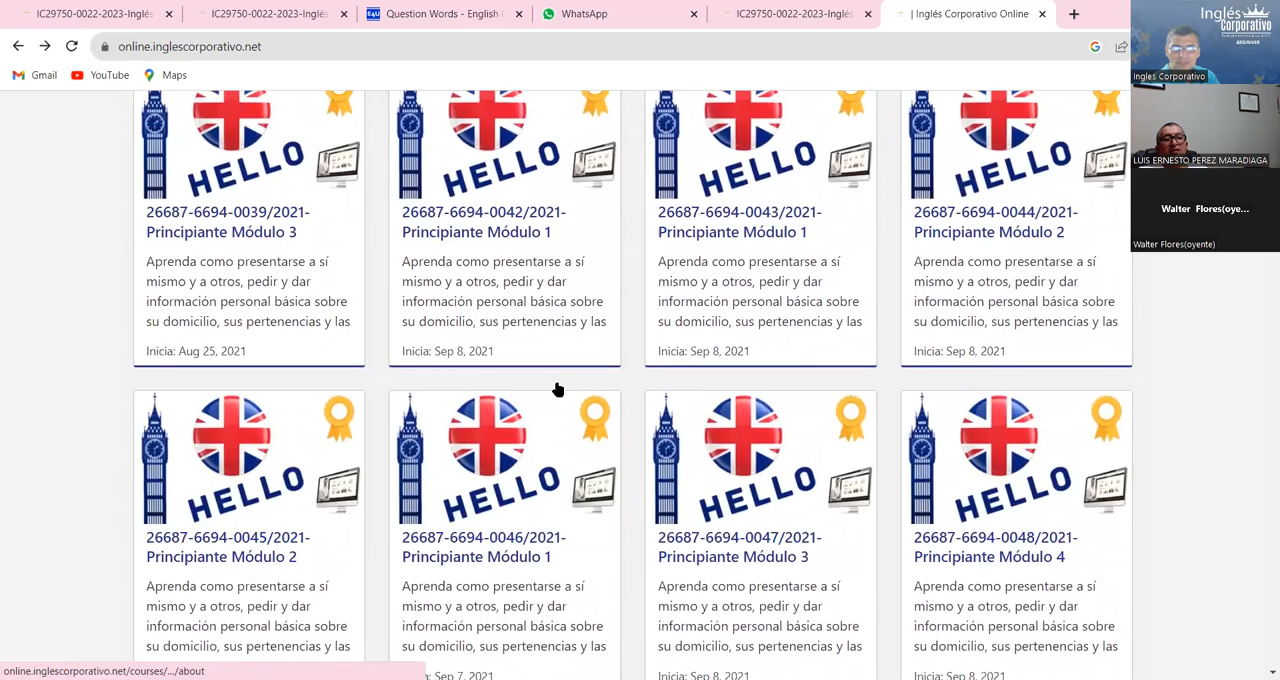 IC29750-0022-2023-Inglés
IC29750-0022-2023-Inglés
E4U
Question Words - English
WhatsApp
IC29750-0022-2023-Inglés
| Inglés Corporativo Online
online.inglescorporativo.net
Gmail
YouTube
Maps
Inglés
Corporativo
BEGINNER
Ingles Corporativo
LUIS ERNESTO PEREZ MARADIAGA
Walter Flores(oye...
Walter Flores(oyente)
HELLO
HELLO
HELLO
HELLO
26687-6694-0039/2021-
Principiante Módulo 3
Aprenda como presentarse a sí
mismo y a otros, pedir y dar
información personal básica sobre
su domicilio, sus pertenencias y las
Inicia: Aug 25, 2021
26687-6694-0042/2021-
Principiante Módulo 1
Aprenda como presentarse a sí
mismo y a otros, pedir y dar
información personal básica sobre
su domicilio, sus pertenencias y las
Inicia: Sep 8, 2021
26687-6694-0043/2021-
Principiante Módulo 1
Aprenda como presentarse a sí
mismo y a otros, pedir y dar
información personal básica sobre
su domicilio, sus pertenencias y las
Inicia: Sep 8, 2021
26687-6694-0044/2021-
Principiante Módulo 2
Aprenda como presentarse a sí
mismo y a otros, pedir y dar
información personal básica sobre
su domicilio, sus pertenencias y las
Inicia: Sep 8, 2021
HELLO
HELLO
HELLO
HELLO
26687-6694-0045/2021-
Principiante Módulo 2
Aprenda como presentarse a sí
mismo y a otros, pedir y dar
información personal básica sobre
su domicilio, sus pertenencias y las
26687-6694-0046/2021-
Principiante Módulo 1
Aprenda como presentarse a sí
mismo y a otros, pedir y dar
información personal básica sobre
su domicilio, sus pertenencias y las
Sep 7, 2021
26687-6694-0047/2021-
Principiante Módulo 3
Aprenda como presentarse a sí
mismo y a otros, pedir y dar
información personal básica sobre
su domicilio, sus pertenencias y las
Inicia: Sep 8, 2021
26687-6694-0048/2021-
Principiante Módulo 4
Aprenda como presentarse a sí
mismo y a otros, pedir y dar
información personal básica sobre
su domicilio, sus pertenencias y las
Inicia: Sep 8, 2021
online.inglescorporativo.net/courses/.../about